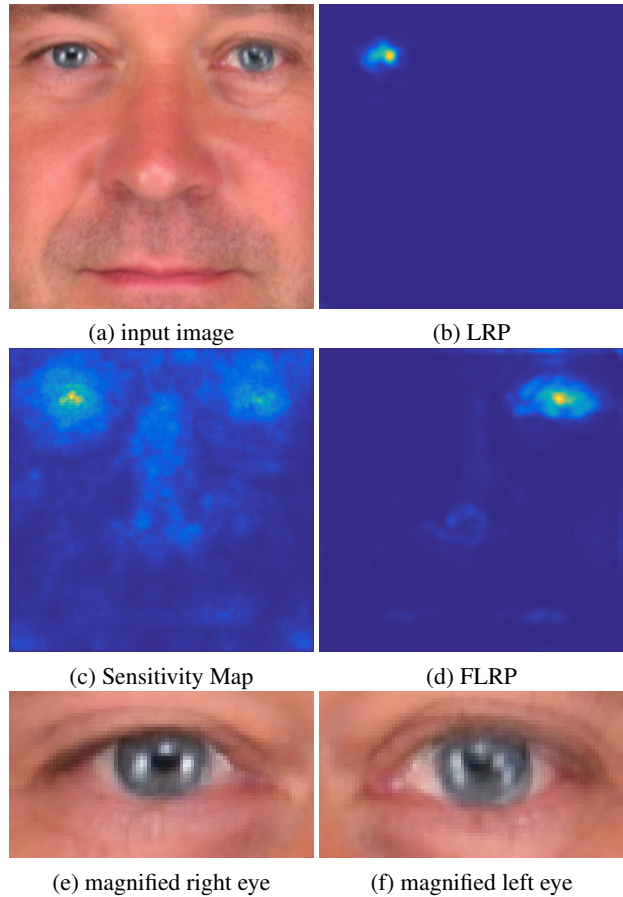 (a) input image
(b) LRP
(c) Sensitivity Map
(d) FLRP
(e) magnified right eye
(f) magnified left eye